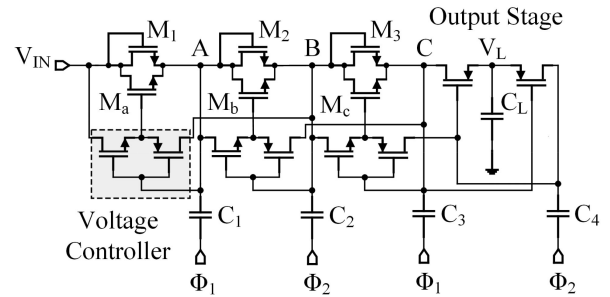 Output Stage
M1 A M2 B M3 C VL
VIN
Ma Mb Mc CL
Voltage
Controller
C1 C2 C3 C4
Φ1 Φ2 Φ1 Φ2